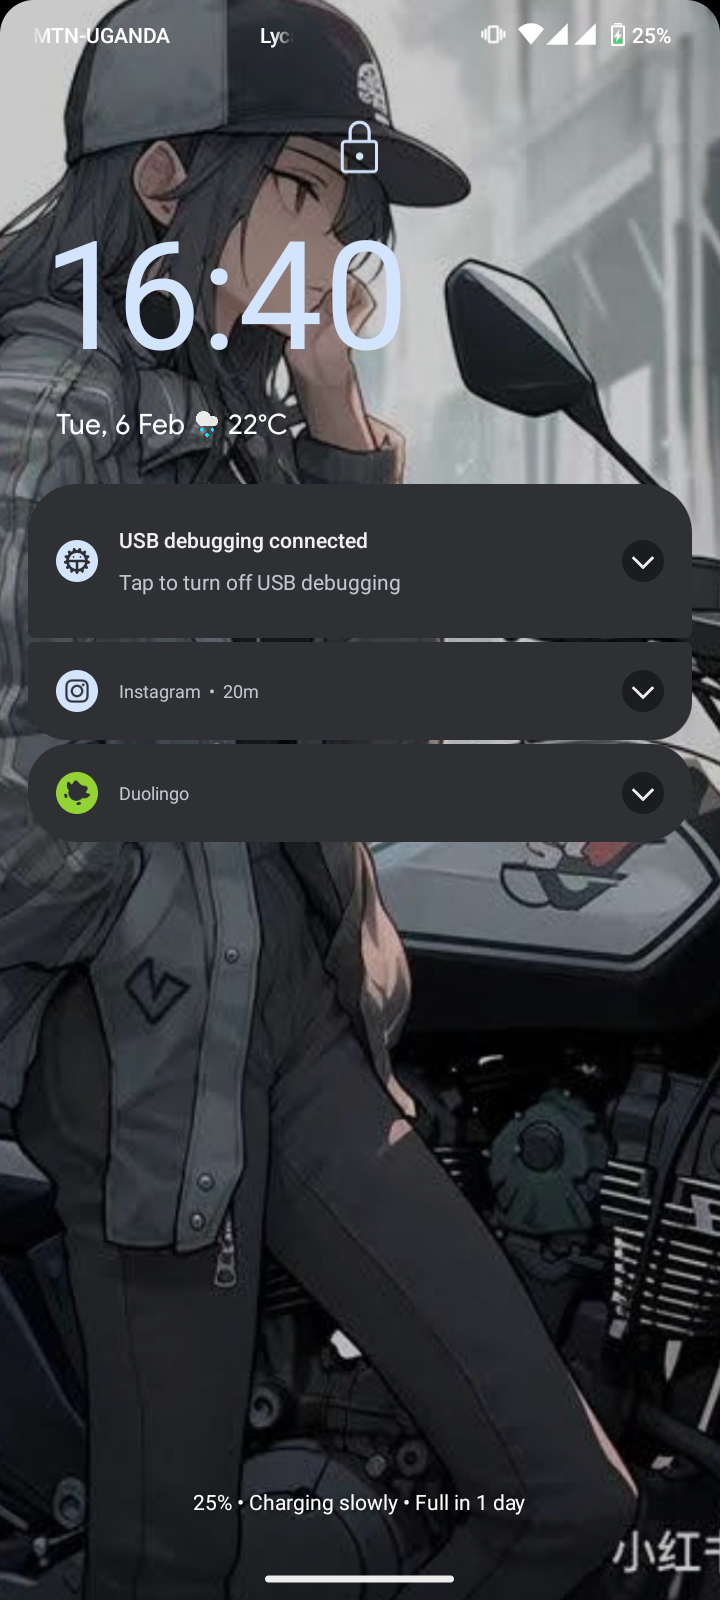 MTN-UGANDA Lyc 25%
16:40
Tue, 6 Feb 22°C
USB debugging connected
Tap to turn off USB debugging
Instagram • 20m
Duolingo
25% • Charging slowly • Full in 1 day
小红书